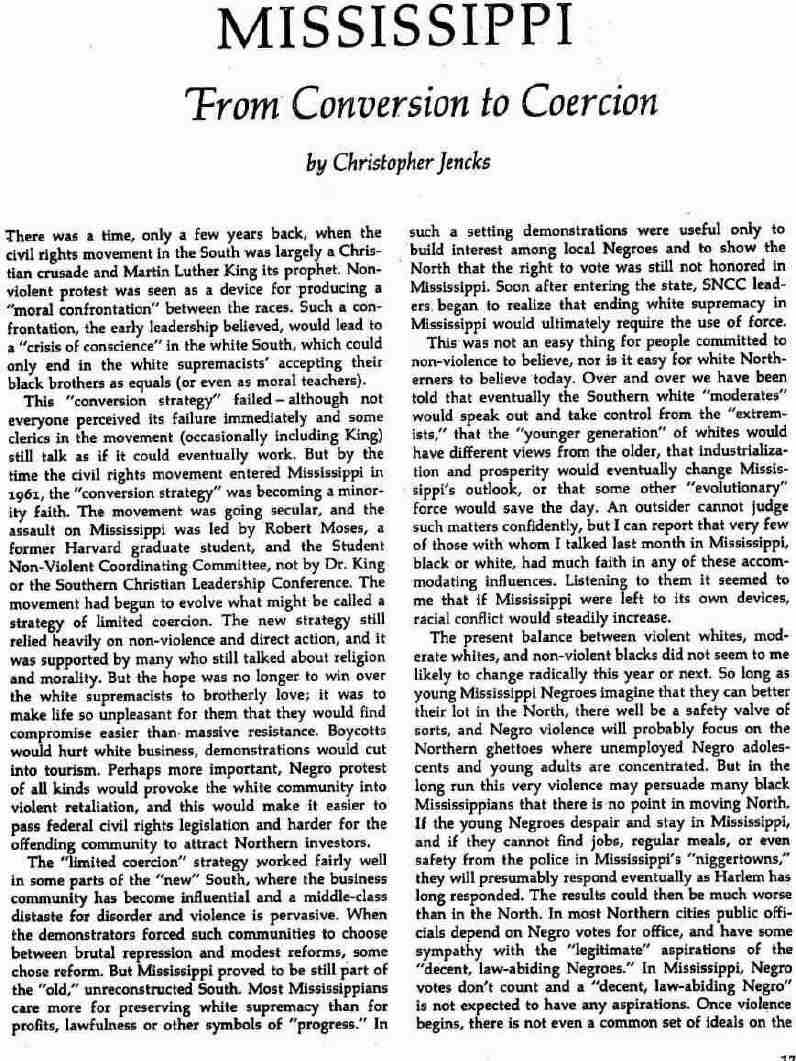 MISSISSIPPI
From Conversion to Coercion
by Christopher Jencks
There was a time, only a few years back, when the
civil rights movement in the South was largely a Chris-
tian crusade and Martin Luther King its prophet. Non-
violent protest was seen as a device for producing a
"moral confrontation" between the races. Such a con-
frontation, the early leadership believed, would lead to
a "crisis of conscience" in the white South, which could
only end in the white supremacists' accepting their
black brothers as equals (or even as moral teachers).
This "conversion strategy" failed – although not
everyone perceived its failure immediately and some
clerics in the movement (occasionally including King)
still talk as if it could eventually work. But by the
time the civil rights movement entered Mississippi in
1961, the "conversion strategy" was becoming a minor-
ity faith. The movement was going secular, and the
assault on Mississippi was led by Robert Moses, a
former Harvard graduate student, and the Student
Non-Violent Coordinating Committee, not by Dr. King
or the Southern Christian Leadership Conference. The
movement had begun to evolve what might be called a
strategy of limited coercion. The new strategy still
relied heavily on non-violence and direct action, and it
was supported by many who still talked about religion
and morality. But the hope was no longer to win over
the white supremacists to brotherly love; it was to
make life so unpleasant for them that they would find
compromise easier than massive resistance. Boycotts
would hurt white business, demonstrations would cut
into tourism. Perhaps more important, Negro protest
of all kinds would provoke the white community into
violent retaliation, and this would make it easier to
pass federal civil rights legislation and harder for the
offending community to attract Northern investors.
The "limited coercion" strategy worked fairly well
in some parts of the "new" South, where the business
community has become influential and a middle-class
distaste for disorder and violence is pervasive. When
the demonstrators forced such communities to choose
between brutal repression and modest reforms, some
chose reform. But Mississippi proved to be still part of
the "old," unreconstructed South. Most Mississippians
care more for preserving white supremacy than for
profits, lawfulness or other symbols of "progress." In
such a setting demonstrations were useful only to
build interest among local Negroes and to show the
North that the right to vote was still not honored in
Mississippi. Soon after entering the state, SNCC lead-
ers began to realize that ending white supremacy in
Mississippi would ultimately require the use of force.
This was not an easy thing for people committed to
non-violence to believe, nor is it easy for white North-
erners to believe today. Over and over we have been
told that eventually the Southern white "moderates"
would speak out and take control from the "extrem-
ists," that the "younger generation" of whites would
have different views from the older, that industrializa-
tion and prosperity would eventually change Missis-
sippi's outlook, or that some other "evolutionary"
force would save the day. An outsider cannot judge
such matters confidently, but I can report that very few
of those with whom I talked last month in Mississippi,
black or white, had much faith in any of these accom-
modating influences. Listening to them it seemed to
me that if Mississippi were left to its own devices,
racial conflict would steadily increase.
The present balance between violent whites, mod-
erate whites, and non-violent blacks did not seem to me
likely to change radically this year or next. So long as
young Mississippi Negroes imagine that they can better
their lot in the North, there well be a safety valve of
sorts, and Negro violence will probably focus on the
Northern ghettoes where unemployed Negro adoles-
cents and young adults are concentrated. But in the
long run this very violence may persuade many black
Mississippians that there is no point in moving North.
If the young Negroes despair and stay in Mississippi,
and if they cannot find jobs, regular meals, or even
safety from the police in Mississippi's "niggertowns,"
they will presumably respond eventually as Harlem has
long responded. The results could then be much worse
than in the North. In most Northern cities public offi-
cials depend on Negro votes for office, and have some
sympathy with the "legitimate" aspirations of the
"decent, law-abiding Negroes." In Mississippi, Negro
votes don't count and a "decent, law-abiding Negro"
is not expected to have any aspirations. Once violence
begins, there is not even a common set of ideals on the